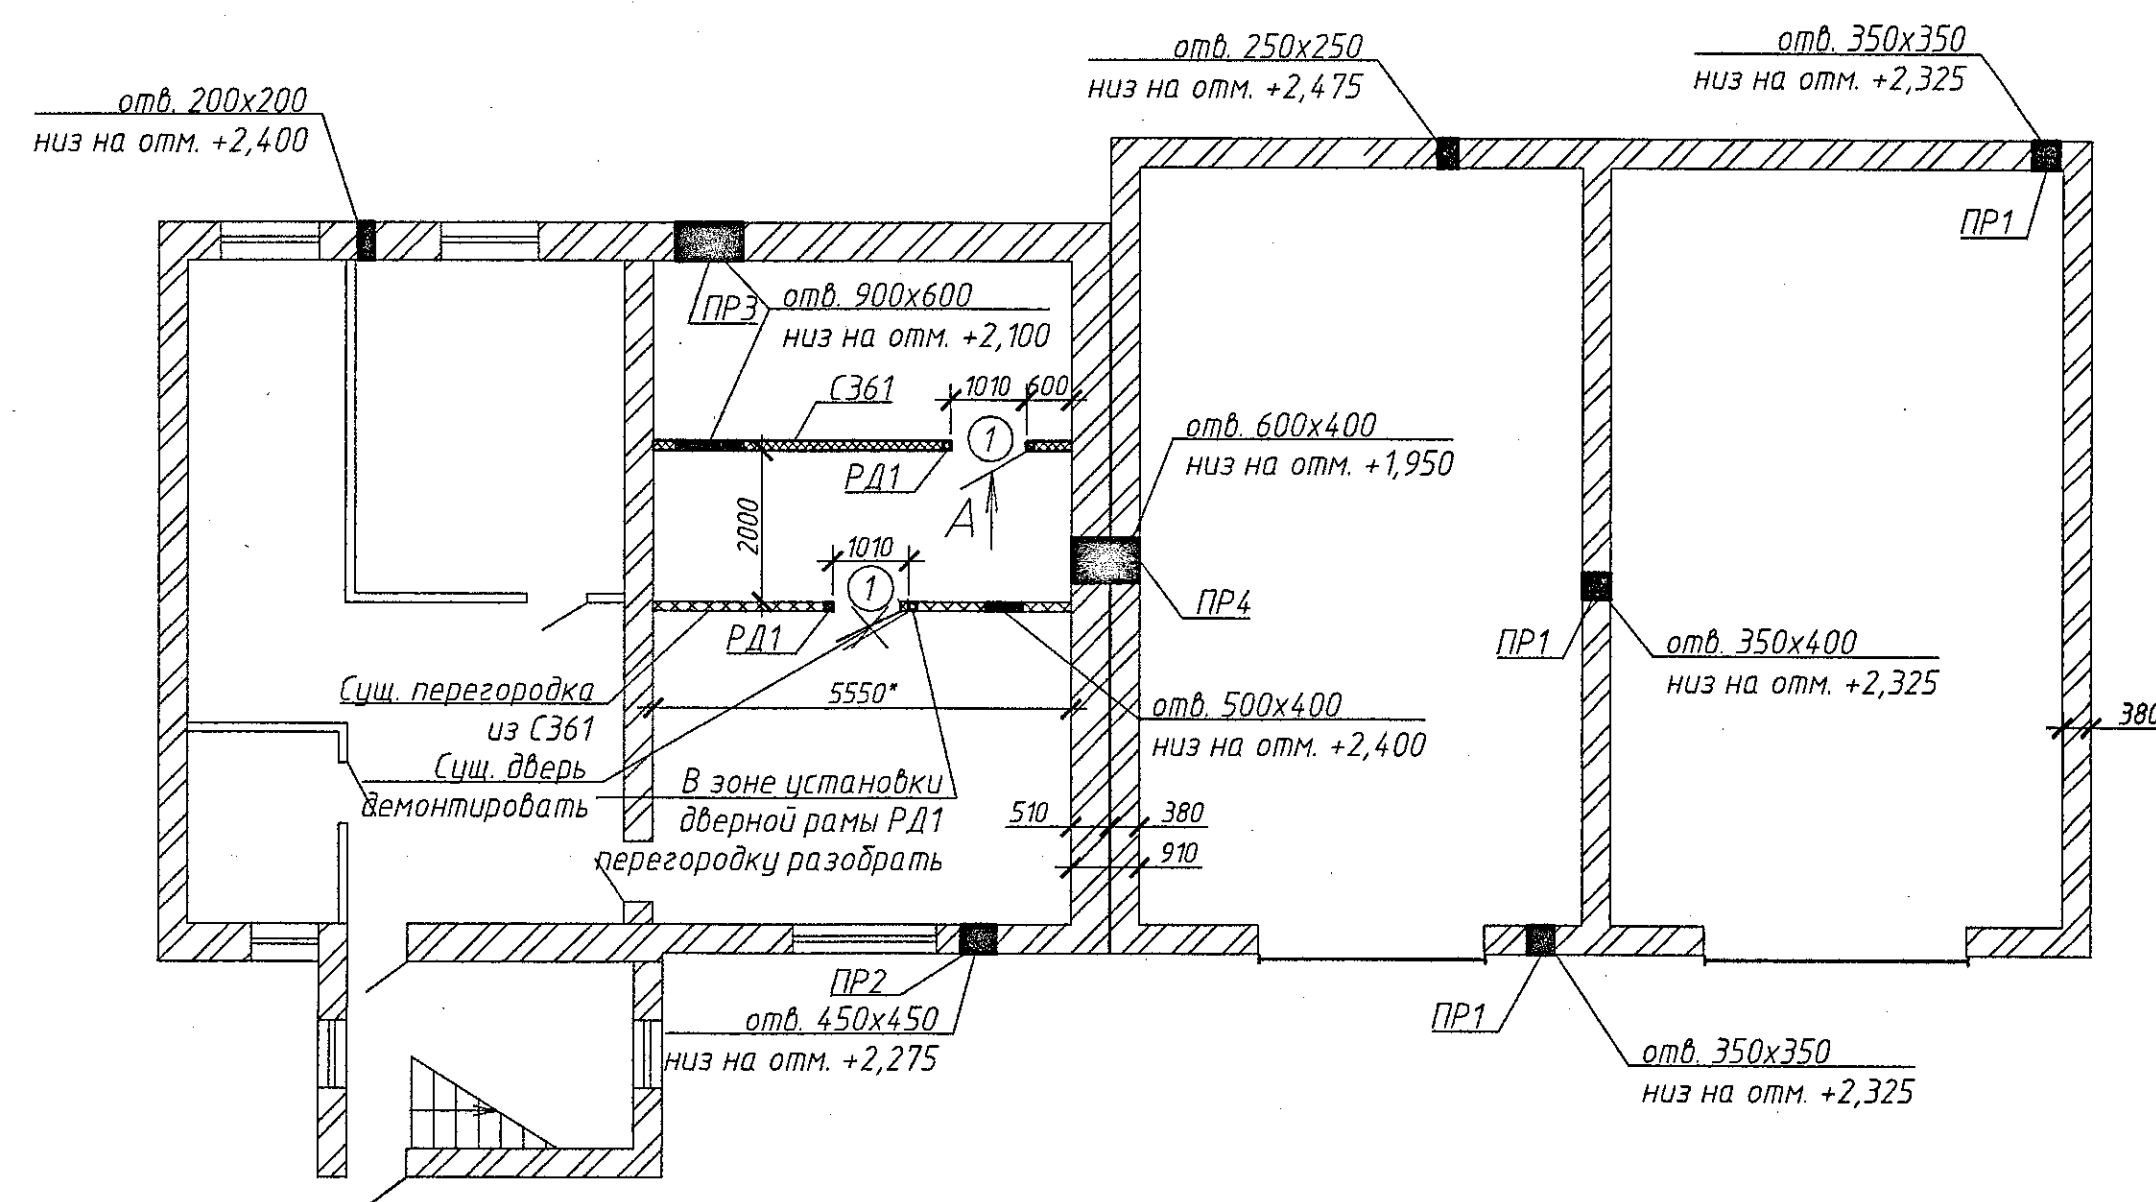 отв. 250х250
низ на отм. +2,475
отв. 350х350
низ на отм. +2,325
отв. 200х200
низ на отм. +2,400
ПР1
ПР3
отв. 900х600
низ на отм. +2,100
С361
1010
600
1
РД1
А
2000
отв. 600х400
низ на отм. +1,950
1010
1
РД1
ПР4
ПР1
отв. 350х400
низ на отм. +2,325
Сущ. перегородка
из С361
5550*
отв. 500х400
низ на отм. +2,400
380
Сущ. дверь
демонтировать
В зоне установки
дверной рамы РД1
перегородку разобрать
510
380
910
ПР2
отв. 450х450
низ на отм. +2,275
ПР1
отв. 350х350
низ на отм. +2,325